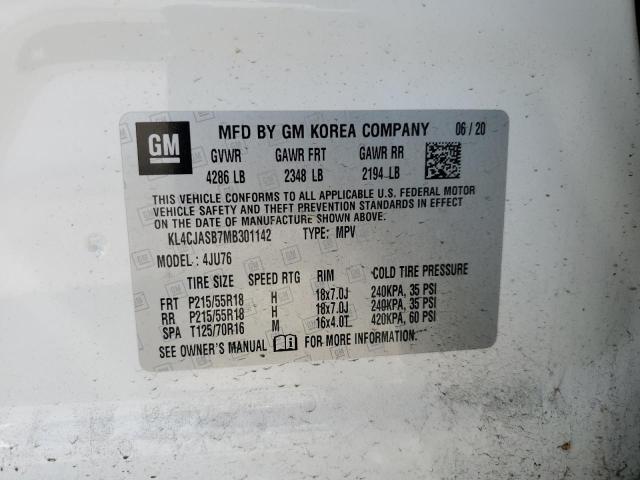 GM
MFD BY GM KOREA COMPANY 06 / 20
GVWR GAWR FRT GAWR RR
4286 LB 2348 LB 2194 LB
THIS VEHICLE CONFORMS TO ALL APPLICABLE U.S. FEDERAL MOTOR
VEHICLE SAFETY AND THEFT PREVENTION STANDARDS IN EFFECT
ON THE DATE OF MANUFACTURE SHOWN ABOVE.
KL4CJASB7MB301142 TYPE: MPV
MODEL : 4JU76
TIRE SIZE SPEED RTG RIM COLD TIRE PRESSURE
FRT P215/55R18 H 18x7.0J 240KPA, 35 PSI
RR P215/55R18 H 18x7.0J 240KPA, 35 PSI
SPA T125/70R16 M 16x4.0T 420KPA, 60 PSI
SEE OWNER'S MANUAL FOR MORE INFORMATION.